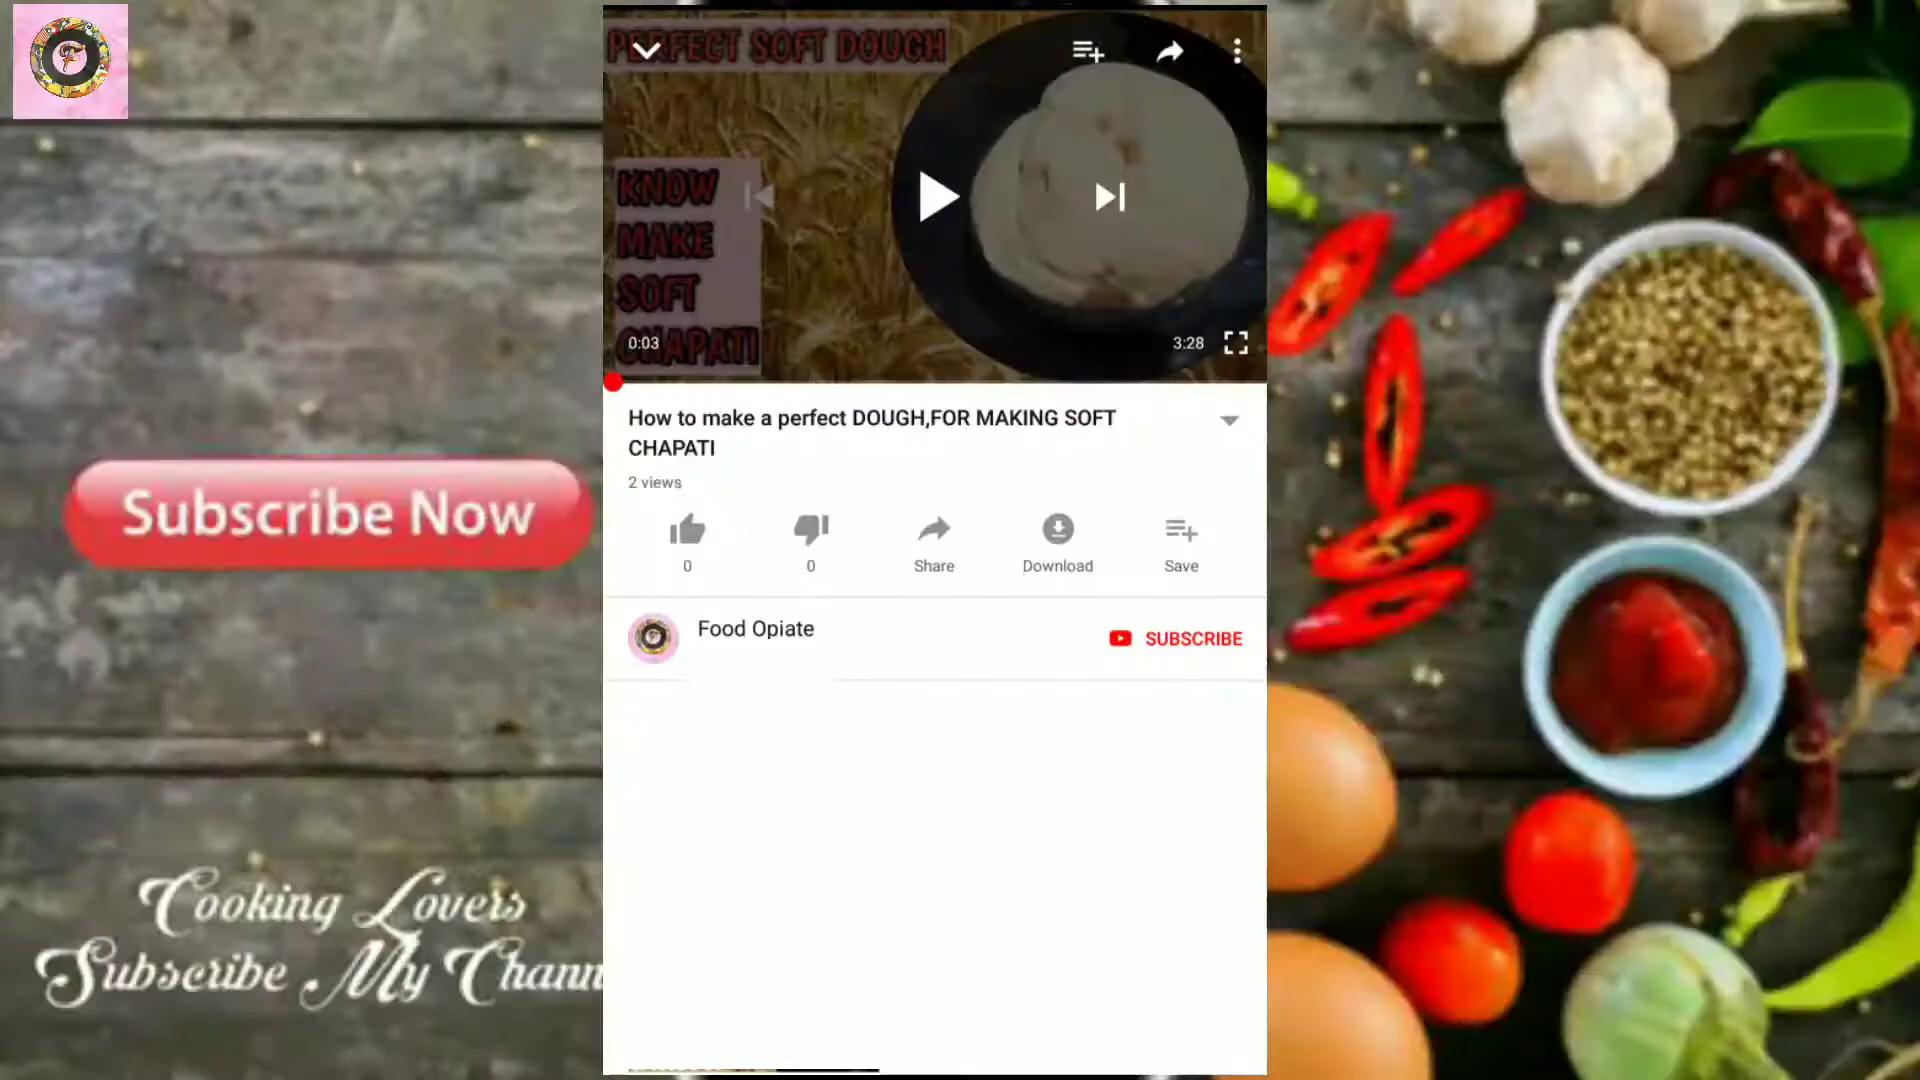 PERFECT SOFT DOUGH
KNOW
MAKE
SOFT
CHAPATI
0:03
3:28
How to make a perfect DOUGH,FOR MAKING SOFT
CHAPATI
2 views
0
0
Share
Download
Save
Food Opiate
SUBSCRIBE
Subscribe Now
Cooking Lovers
Subscribe My Chann
F